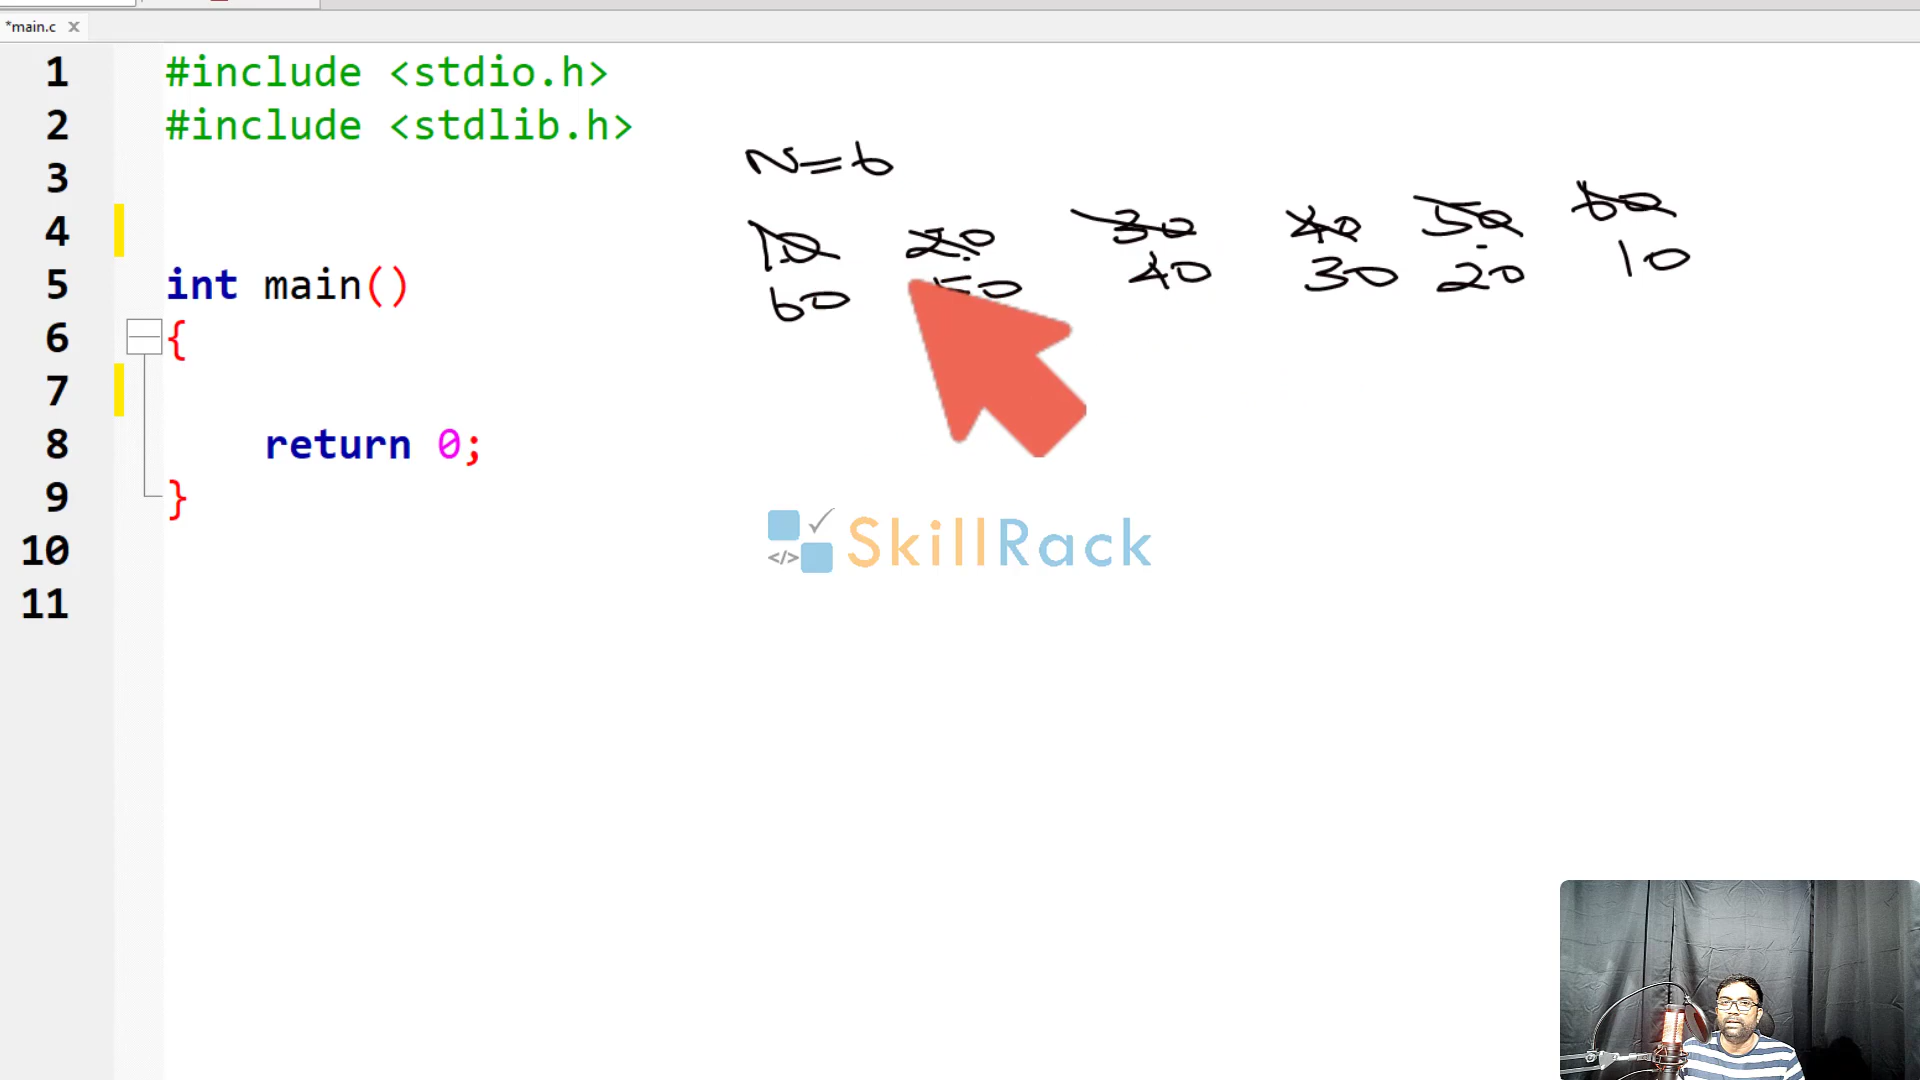 *main.c x
1 #include <stdio.h>
2 #include <stdlib.h>
3
4
5 int main()
6 {
7
8 return 0;
9 }
10
11
N=6
10 20 30 40 50 60
60 50 40 30 20 10
</> SkillRack